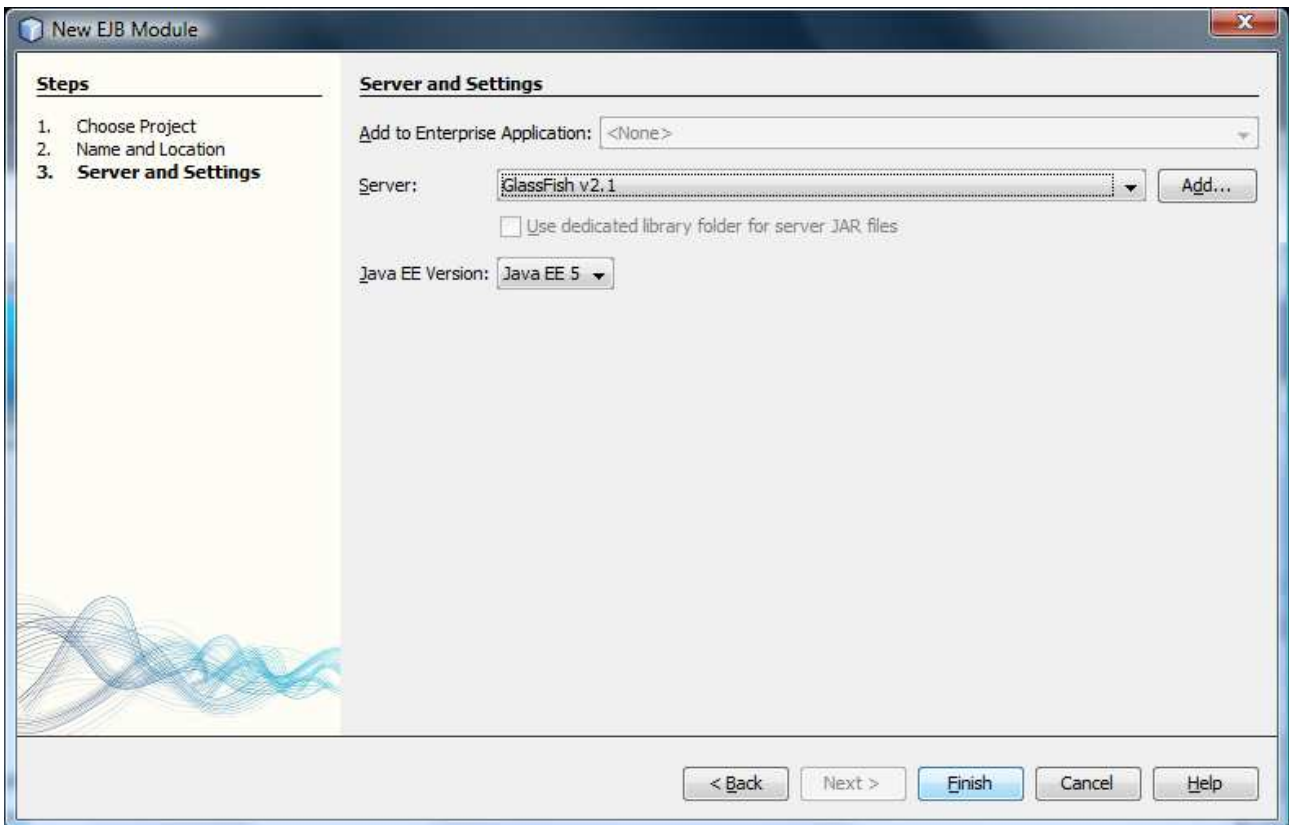 New EJB Module
Steps
1. Choose Project
2. Name and Location
3. Server and Settings
Server and Settings
Add to Enterprise Application: <None>
Server: GlassFish v2.1 Add...
Use dedicated library folder for server JAR files
Java EE Version: Java EE 5
< Back Next > Finish Cancel Help